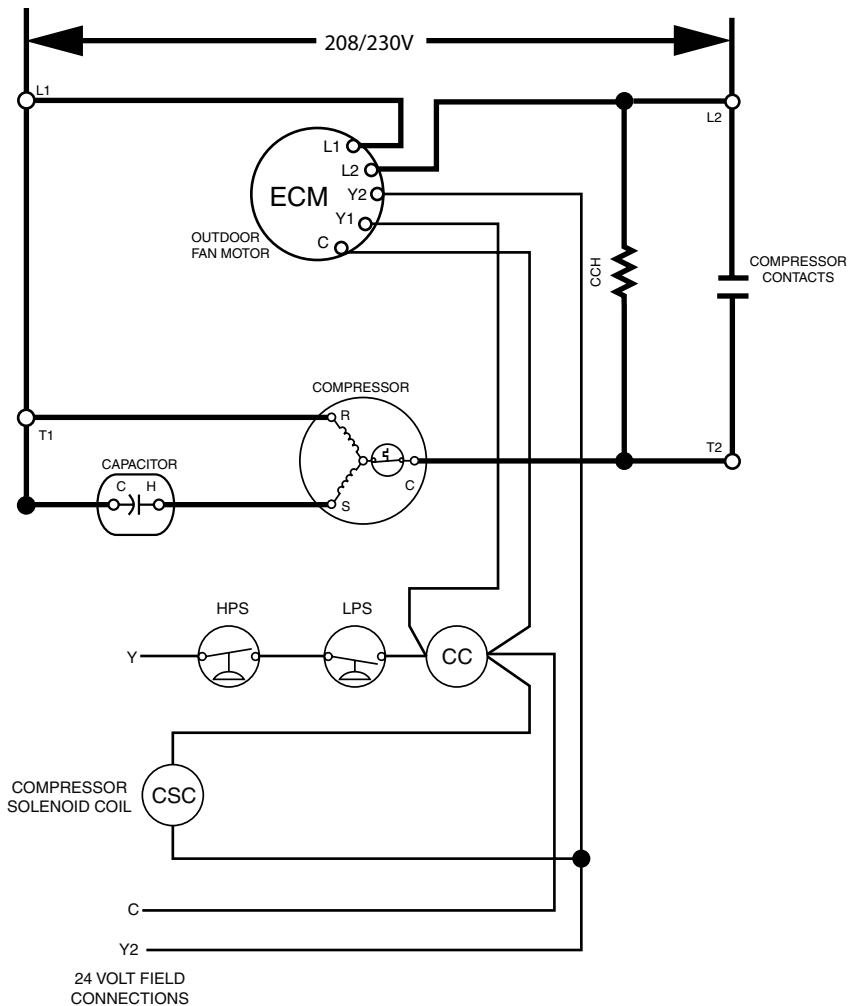 208/230V
L1
L2
L1
L2
ECM
Y2
Y1
C
OUTDOOR
FAN MOTOR
CCH
COMPRESSOR
CONTACTS
COMPRESSOR
R
T1
T2
CAPACITOR
C H
C
S
HPS
LPS
Y
CC
COMPRESSOR
SOLENOID COIL
CSC
C
Y2
24 VOLT FIELD
CONNECTIONS